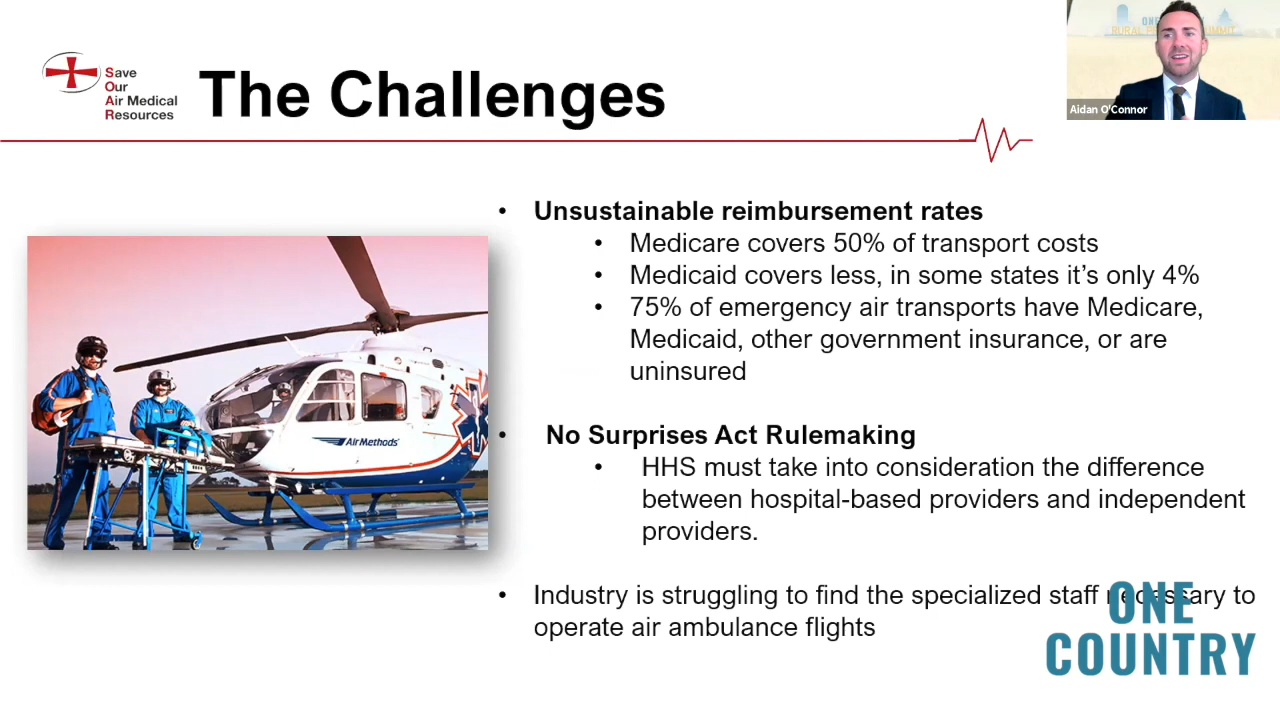 Save
Our
Air Medical
Resources
The Challenges
Aidan O'Connor
• Unsustainable reimbursement rates
• Medicare covers 50% of transport costs
• Medicaid covers less, in some states it's only 4%
• 75% of emergency air transports have Medicare,
Medicaid, other government insurance, or are
uninsured
• No Surprises Act Rulemaking
• HHS must take into consideration the difference
between hospital-based providers and independent
providers.
• Industry is struggling to find the specialized staff necessary to
operate air ambulance flights
Air Methods
ONE
COUNTRY